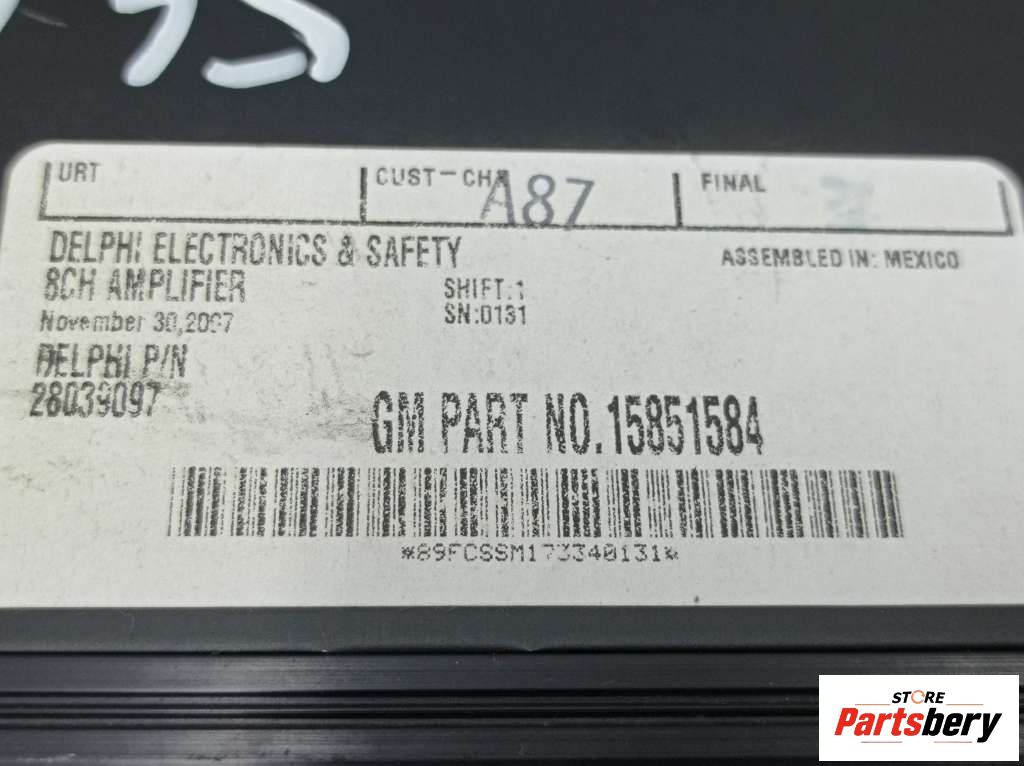 URT
CUST-CHK
A87
FINAL
DELPHI ELECTRONICS & SAFETY
ASSEMBLED IN: MEXICO
8CH AMPLIFIER
SHIFT:1
November 30,2007
SN:0131
DELPHI P/N
28039097
GM PART NO.15851584
*89FCSSM173340131*
STORE
Partsbery